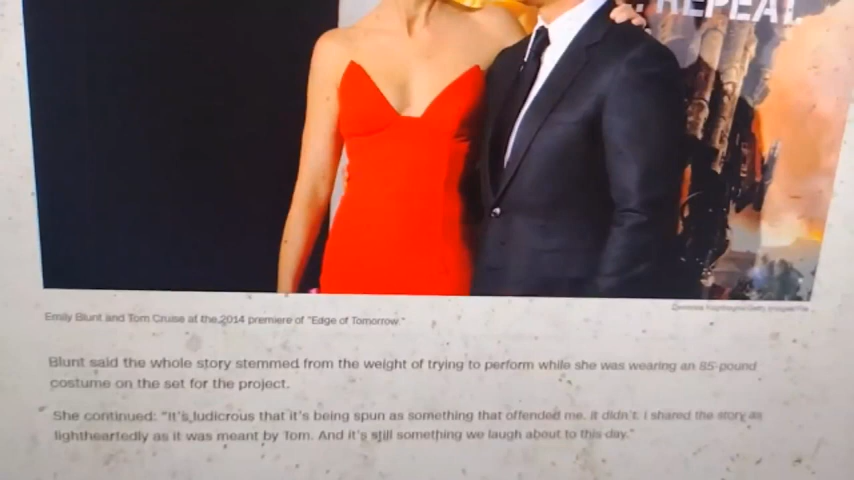 REPEAT
Emily Blunt and Tom Cruise at the 2014 premiere of "Edge of Tomorrow."
Blunt said the whole story stemmed from the weight of trying to perform while she was wearing an 85-pound
costume on the set for the project.
She continued: "It's ludicrous that it's being spun as something that offended me. It didn't. I shared the story as
lightheartedly as it was meant by Tom. And it's still something we laugh about to this day."